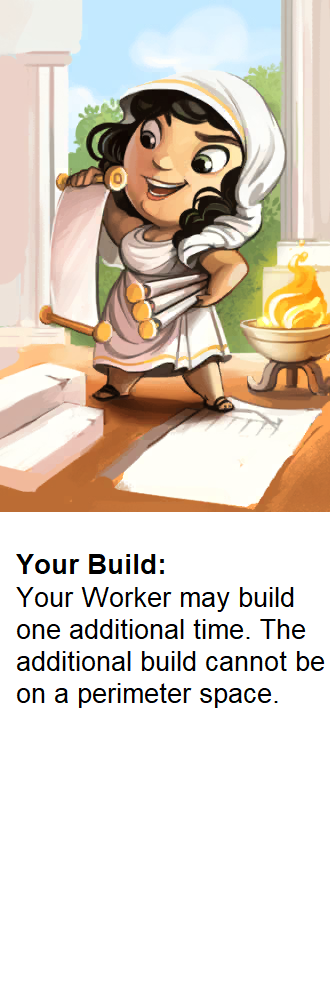 Your Build:
Your Worker may build
one additional time. The
additional build cannot be
on a perimeter space.